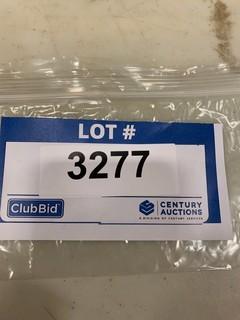 LOT #
3277
ClubBid
CENTURY
AUCTIONS
A DIVISION OF CENTURY SERVICES